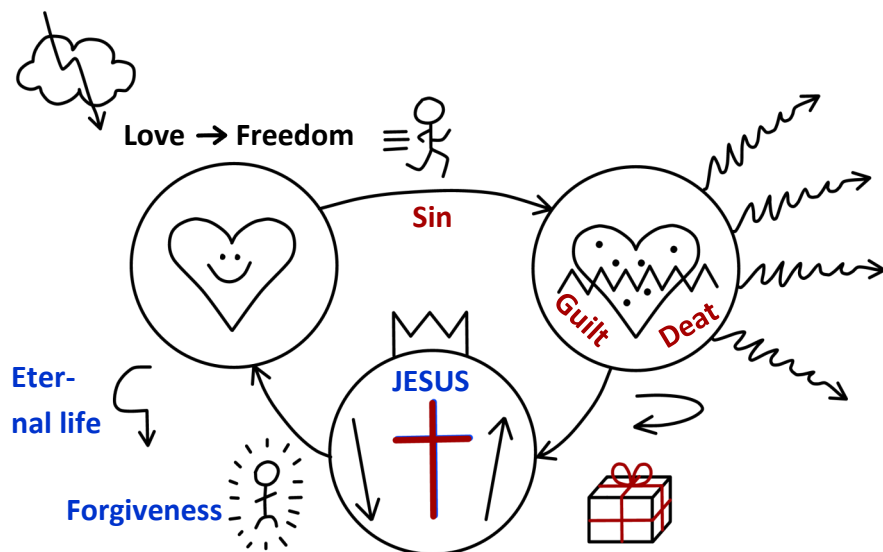 Love → Freedom
Sin
Guilt
Deat
JESUS
Eter-
nal life
Forgiveness